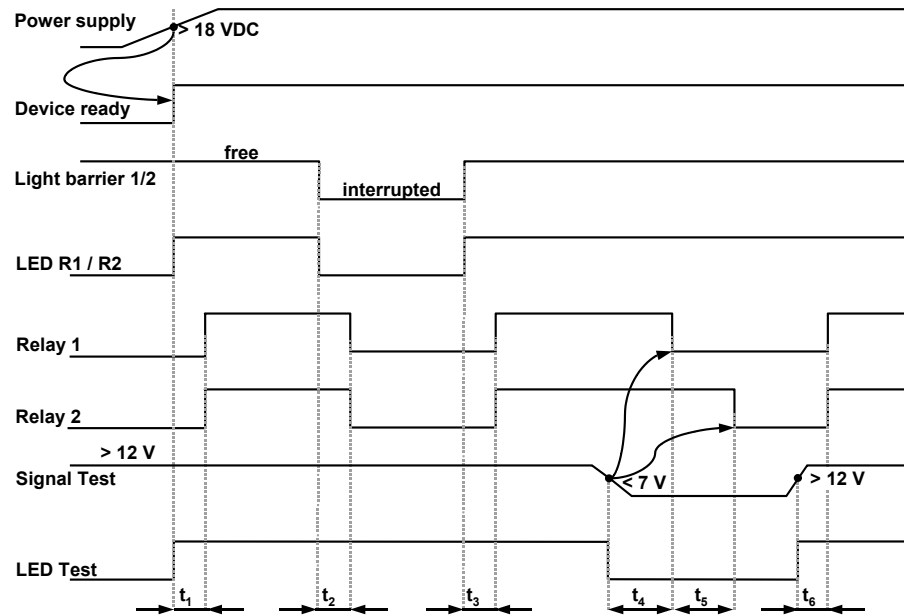 Power supply
> 18 VDC
Device ready
free
Light barrier 1/2
interrupted
LED R1 / R2
Relay 1
Relay 2
> 12 V
Signal Test
< 7 V
> 12 V
LED Test
t1 t2 t3 t4 t5 t6